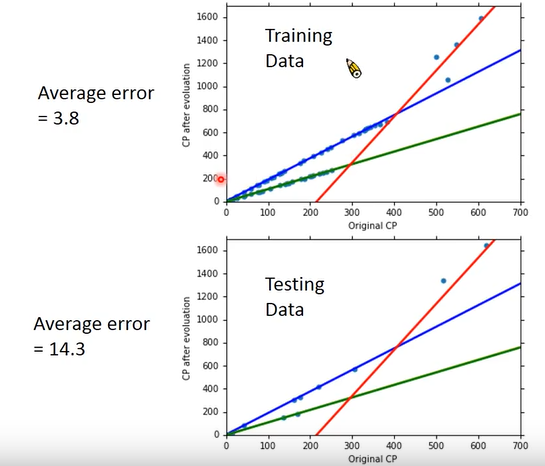 Training
Data
Average error
= 3.8
CP after evoluation
1600
1400
1200
1000
800
600
400
200
0
0 100 200 300 400 500 600 700
Original CP
Testing
Data
Average error
= 14.3
CP after evoluation
1600
1400
1200
1000
800
600
400
200
0
0 100 200 300 400 500 600 700
Original CP